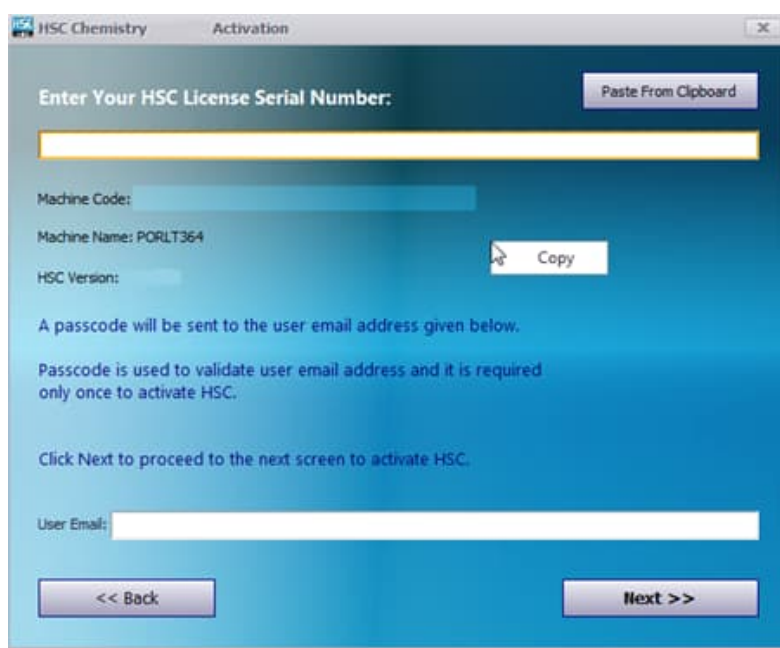 HSC Chemistry Activation
Enter Your HSC License Serial Number:
Paste From Clipboard
Machine Code:
Machine Name: PORLT364
Copy
HSC Version:
A passcode will be sent to the user email address given below.
Passcode is used to validate user email address and it is required
only once to activate HSC.
Click Next to proceed to the next screen to activate HSC.
User Email:
<< Back
Next >>